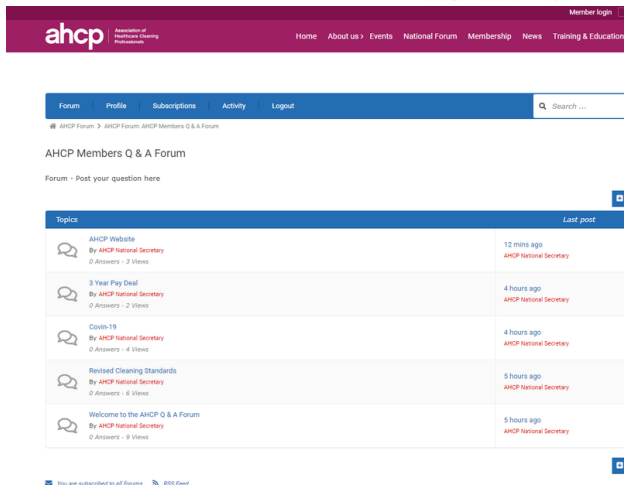 Member login
ahcp
Association of
Healthcare Cleaning
Professionals
Home About us > Events National Forum Membership News Training & Education
Forum Profile Subscriptions Activity Logout
Search ...
AHCP Forum > AHCP Forum: AHCP Members Q & A Forum
AHCP Members Q & A Forum
Forum - Post your question here
Topics Last post
AHCP Website
By AHCP National Secretary
0 Answers - 3 Views
12 mins ago
AHCP National Secretary
3 Year Pay Deal
By AHCP National Secretary
0 Answers - 2 Views
4 hours ago
AHCP National Secretary
Covin-19
By AHCP National Secretary
0 Answers - 4 Views
4 hours ago
AHCP National Secretary
Revised Cleaning Standards
By AHCP National Secretary
0 Answers - 6 Views
5 hours ago
AHCP National Secretary
Welcome to the AHCP Q & A Forum
By AHCP National Secretary
0 Answers - 9 Views
5 hours ago
AHCP National Secretary
You are subscribed to all forums RSS Feed